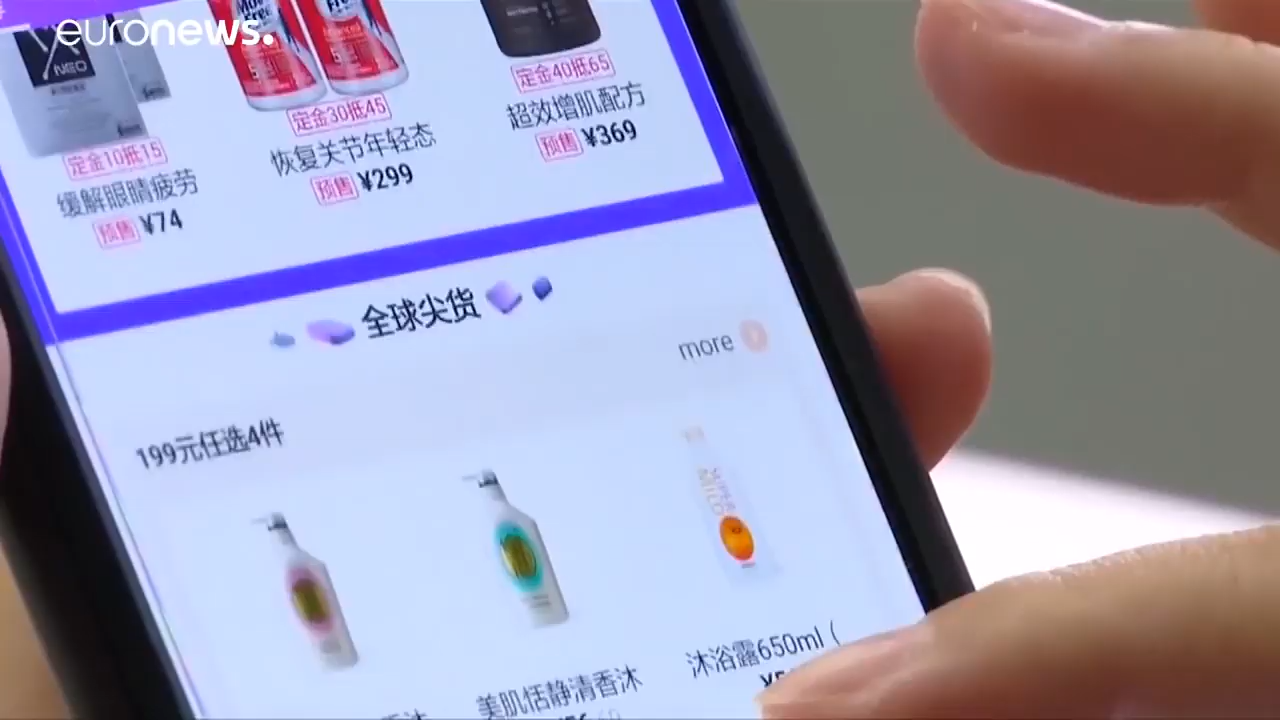 euronews.
Move Free
NEO
定金10抵15
缓解眼睛疲劳
预售 ¥74
定金30抵45
恢复关节年轻态
预售 ¥299
定金40抵65
超效增肌配方
预售 ¥369
全球尖货
more
199元任选4件
美肌恬静清香沐
沐浴露650ml (